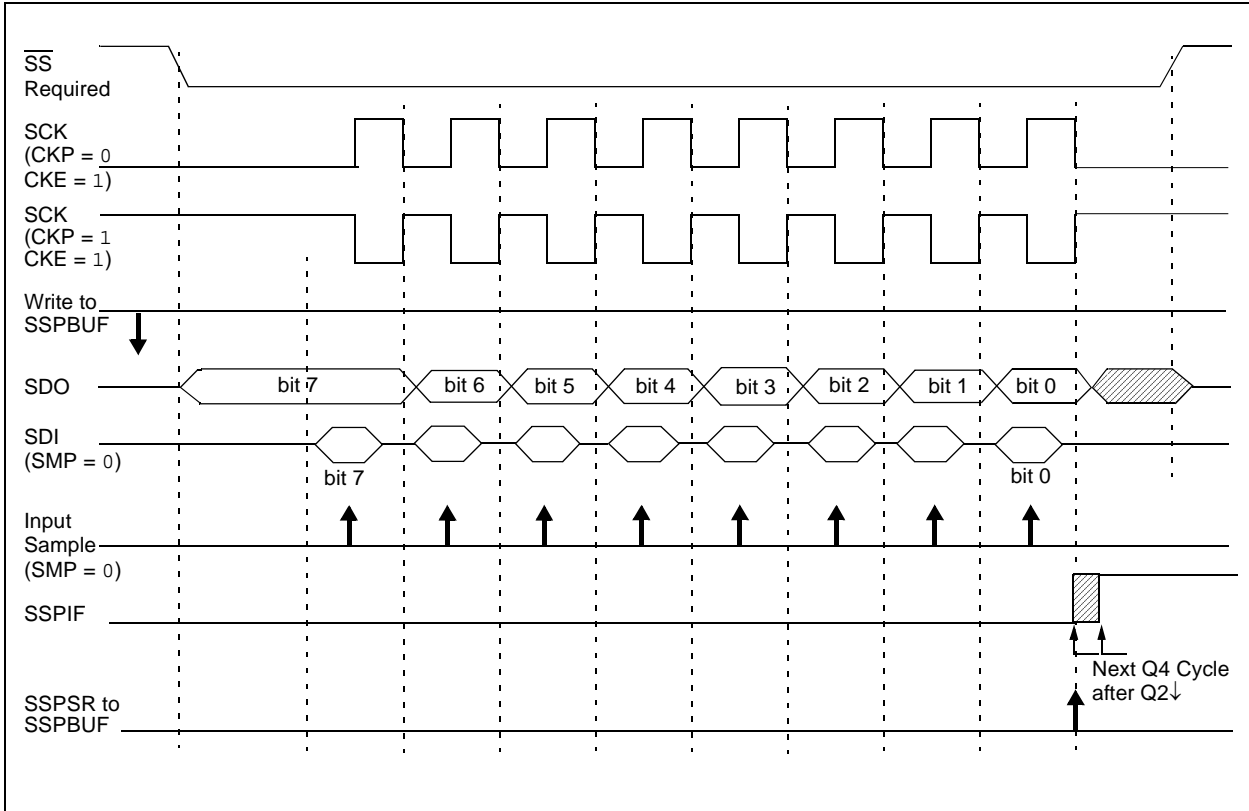 SS
Required
SCK
(CKP = 0
CKE = 1)
SCK
(CKP = 1
CKE = 1)
Write to
SSPBUF
SDO
bit 7
bit 6
bit 5
bit 4
bit 3
bit 2
bit 1
bit 0
SDI
(SMP = 0)
bit 7
bit 0
Input
Sample
(SMP = 0)
SSPIF
Next Q4 Cycle
after Q2↓
SSPSR to
SSPBUF